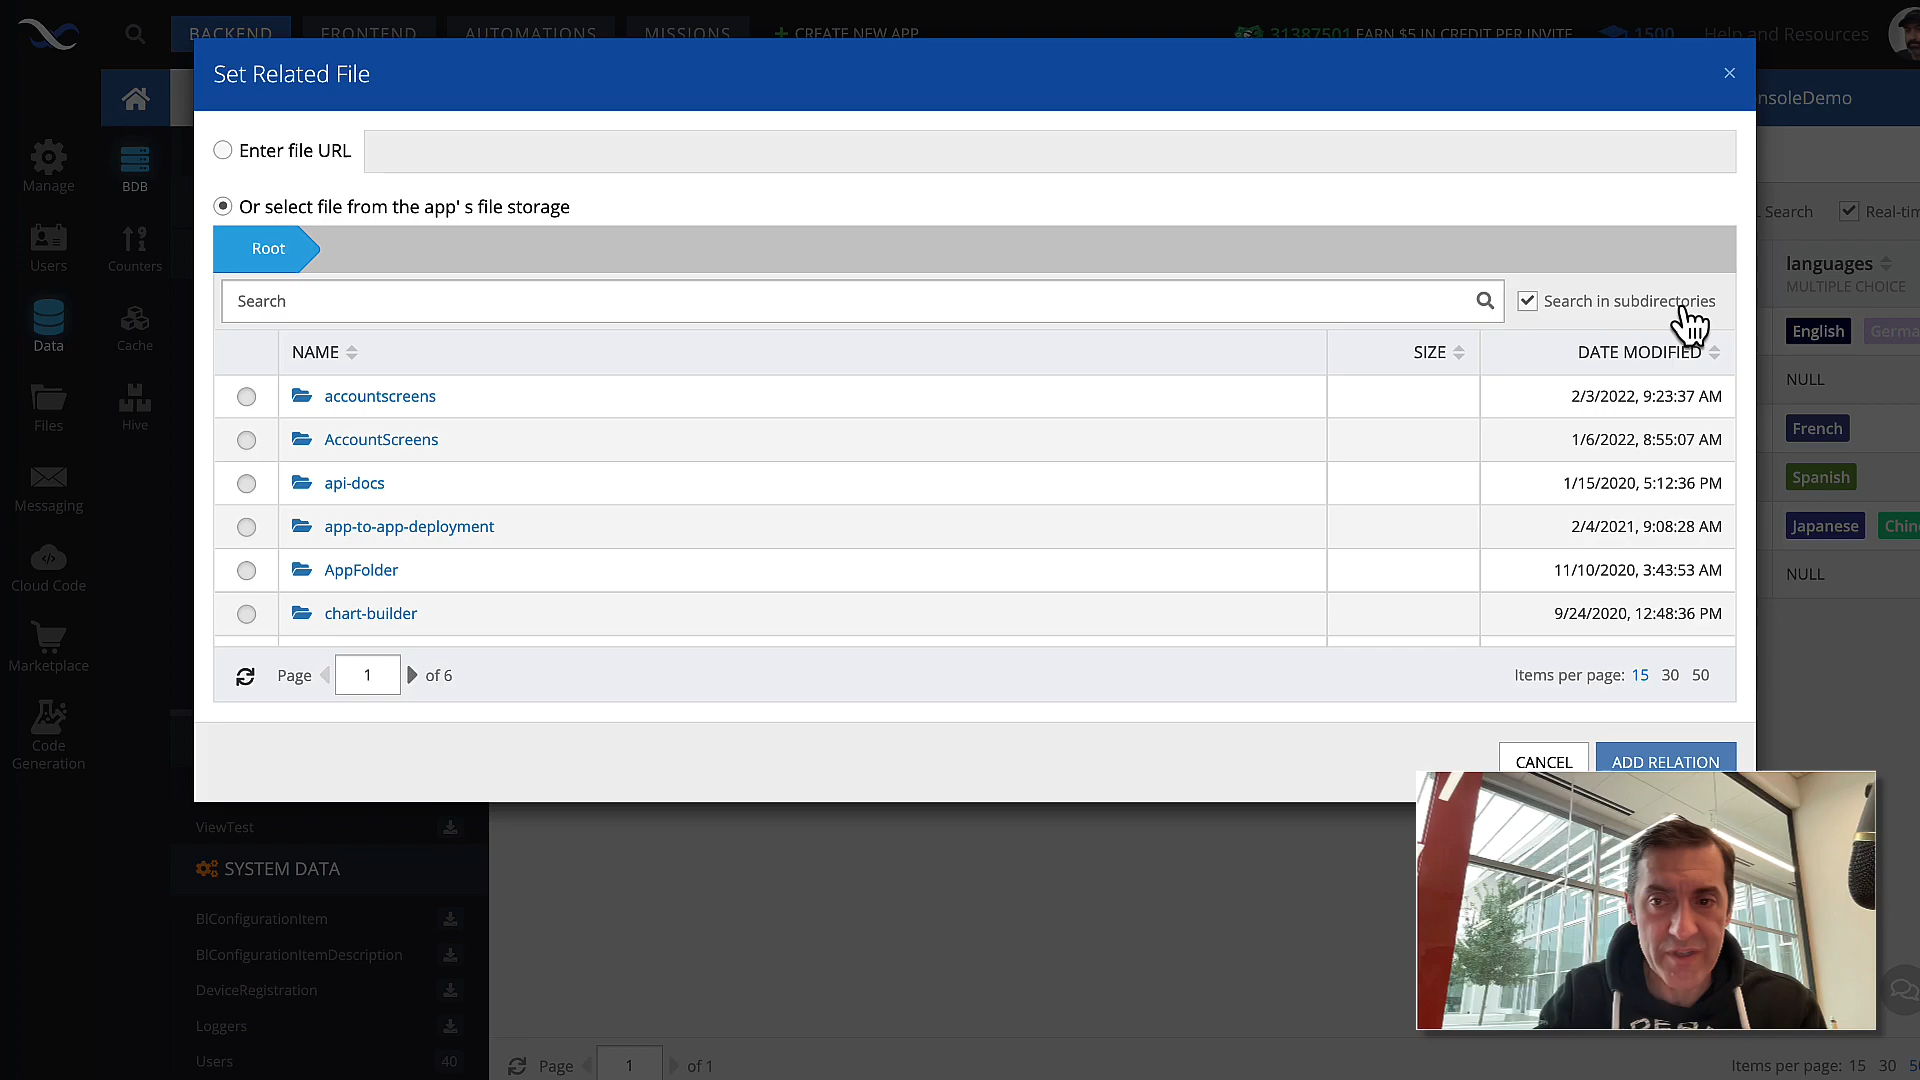 BACKEND
FRONTEND
AUTOMATIONS
MISSIONS
+ CREATE NEW APP
31387501 EARN $5 IN CREDIT PER INVITE
1500
Help and Resources
Set Related File
×
nsoleDemo
Manage
BDB
Users
Counters
Data
Cache
Files
Hive
Messaging
Cloud Code
Marketplace
Code
Generation
Enter file URL
Or select file from the app' s file storage
Root
Search
Search in subdirectories
NAME
SIZE
DATE MODIFIED
accountscreens
2/3/2022, 9:23:37 AM
AccountScreens
1/6/2022, 8:55:07 AM
api-docs
1/15/2020, 5:12:36 PM
app-to-app-deployment
2/4/2021, 9:08:28 AM
AppFolder
11/10/2020, 3:43:53 AM
chart-builder
9/24/2020, 12:48:36 PM
Page 1 of 6
Items per page: 15 30 50
CANCEL
ADD RELATION
Search
Real-tim
languages
MULTIPLE CHOICE
English
Germa
NULL
French
Spanish
Japanese
Chine
NULL
ViewTest
SYSTEM DATA
BlConfigurationItem
BlConfigurationItemDescription
DeviceRegistration
Loggers
Users
40
Page 1 of 1
Items per page: 15 30 50